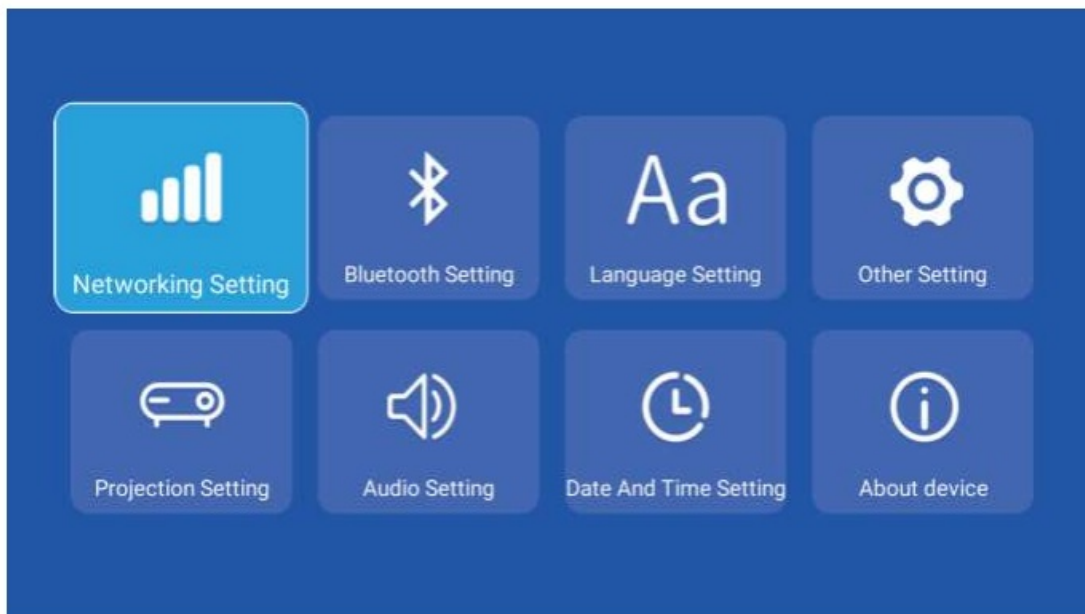 Networking Setting
Bluetooth Setting
Aa
Language Setting
Other Setting
Projection Setting
Audio Setting
Date And Time Setting
About device